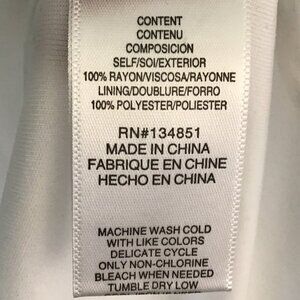 CONTENT
CONTENU
COMPOSICION
SELF/SOI/EXTERIOR
100% RAYON/VISCOSA/RAYONNE
LINING/DOUBLURE/FORRO
100% POLYESTER/POLIESTER
RN#134851
MADE IN CHINA
FABRIQUE EN CHINE
HECHO EN CHINA
MACHINE WASH COLD
WITH LIKE COLORS
DELICATE CYCLE
ONLY NON-CHLORINE
BLEACH WHEN NEEDED
TUMBLE DRY LOW